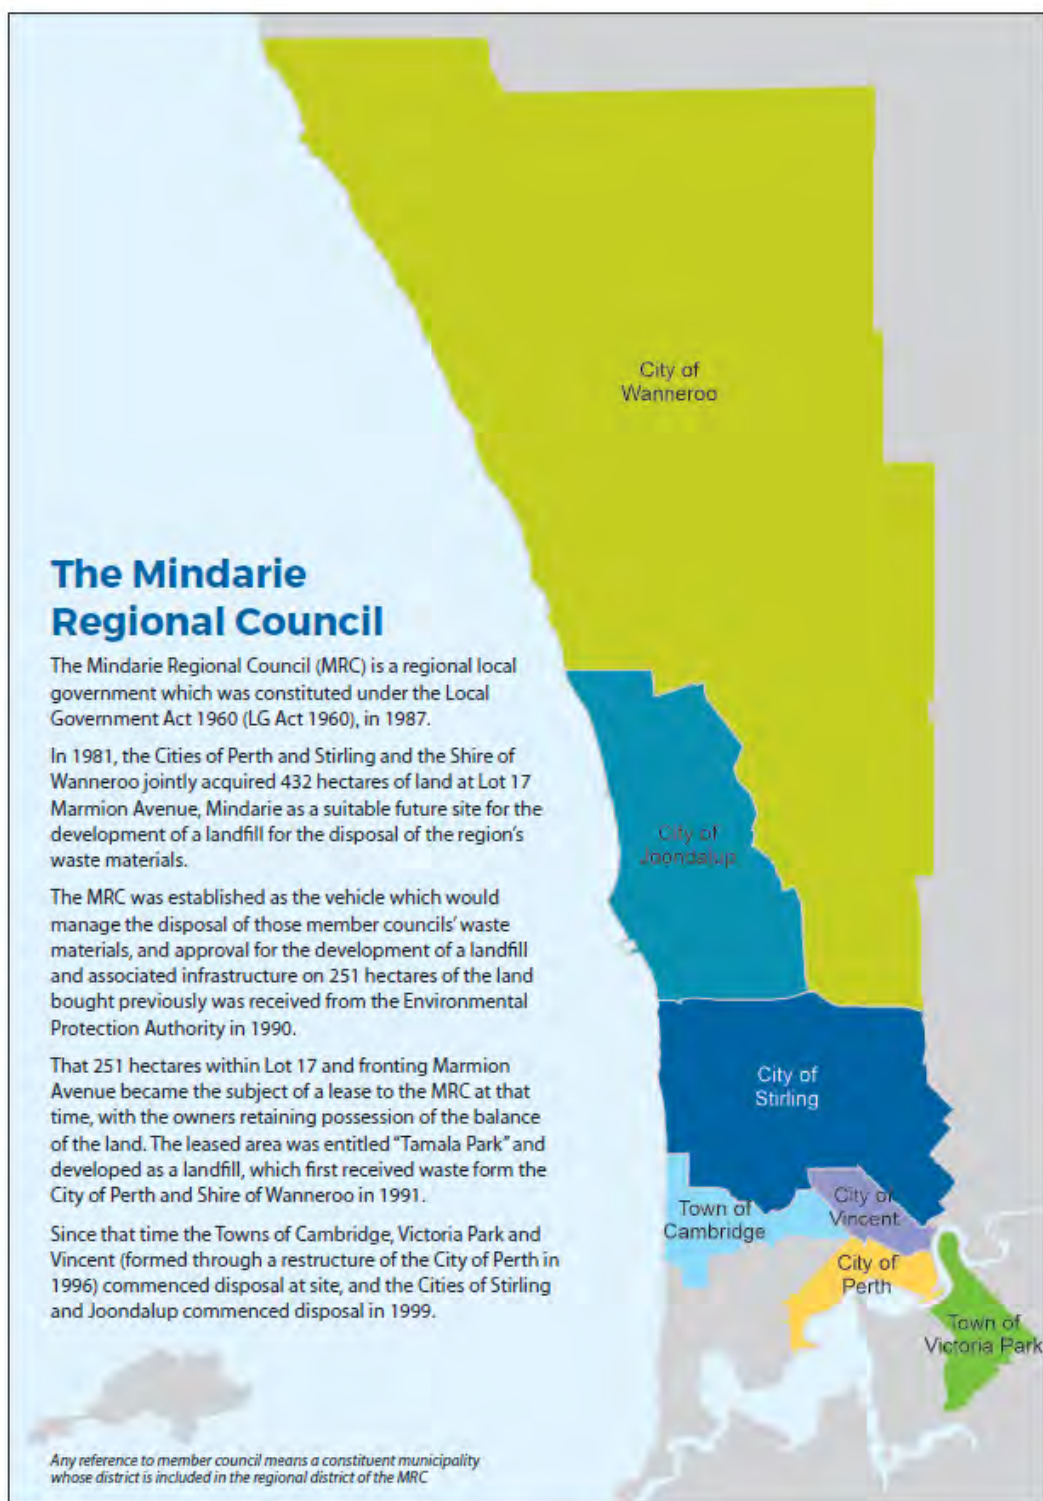 City of
Wanneroo
The Mindarie
Regional Council
The Mindarie Regional Council (MRC) is a regional local
government which was constituted under the Local
Government Act 1960 (LG Act 1960), in 1987.
In 1981, the Cities of Perth and Stirling and the Shire of
Wanneroo jointly acquired 432 hectares of land at Lot 17
Marmion Avenue, Mindarie as a suitable future site for the
development of a landfill for the disposal of the region's
waste materials.
The MRC was established as the vehicle which would
manage the disposal of those member councils' waste
materials, and approval for the development of a landfill
and associated infrastructure on 251 hectares of the land
bought previously was received from the Environmental
Protection Authority in 1990.
That 251 hectares within Lot 17 and fronting Marmion
Avenue became the subject of a lease to the MRC at that
time, with the owners retaining possession of the balance
of the land. The leased area was entitled "Tamala Park" and
developed as a landfill, which first received waste form the
City of Perth and Shire of Wanneroo in 1991.
Since that time the Towns of Cambridge, Victoria Park and
Vincent (formed through a restructure of the City of Perth in
1996) commenced disposal at site, and the Cities of Stirling
and Joondalup commenced disposal in 1999.
City of
Joondalup
City of
Stirling
Town of
Cambridge
City of
Vincent
City of
Perth
Town of
Victoria Park
Any reference to member council means a constituent municipality
whose district is included in the regional district of the MRC